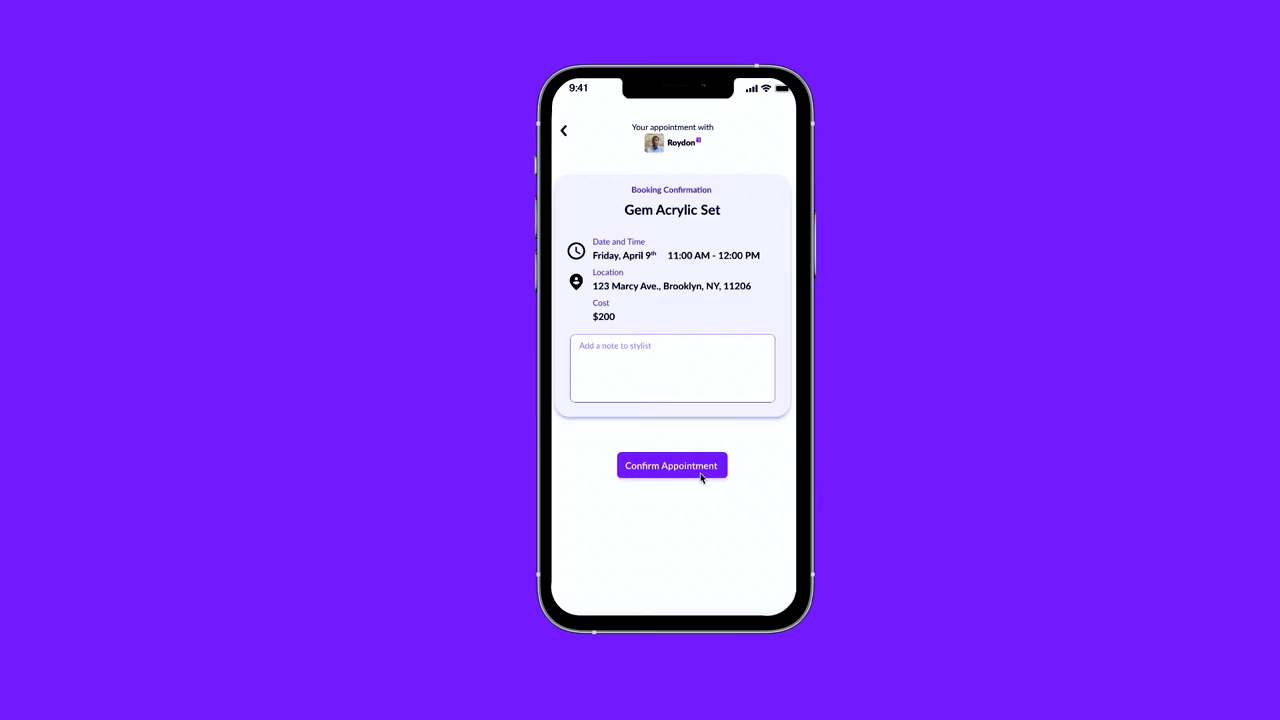 9:41
Your appointment with
Roydon
Booking Confirmation
Gem Acrylic Set
Date and Time
Friday, April 9th 11:00 AM - 12:00 PM
Location
123 Marcy Ave., Brooklyn, NY, 11206
Cost
$200
Add a note to stylist
Confirm Appointment